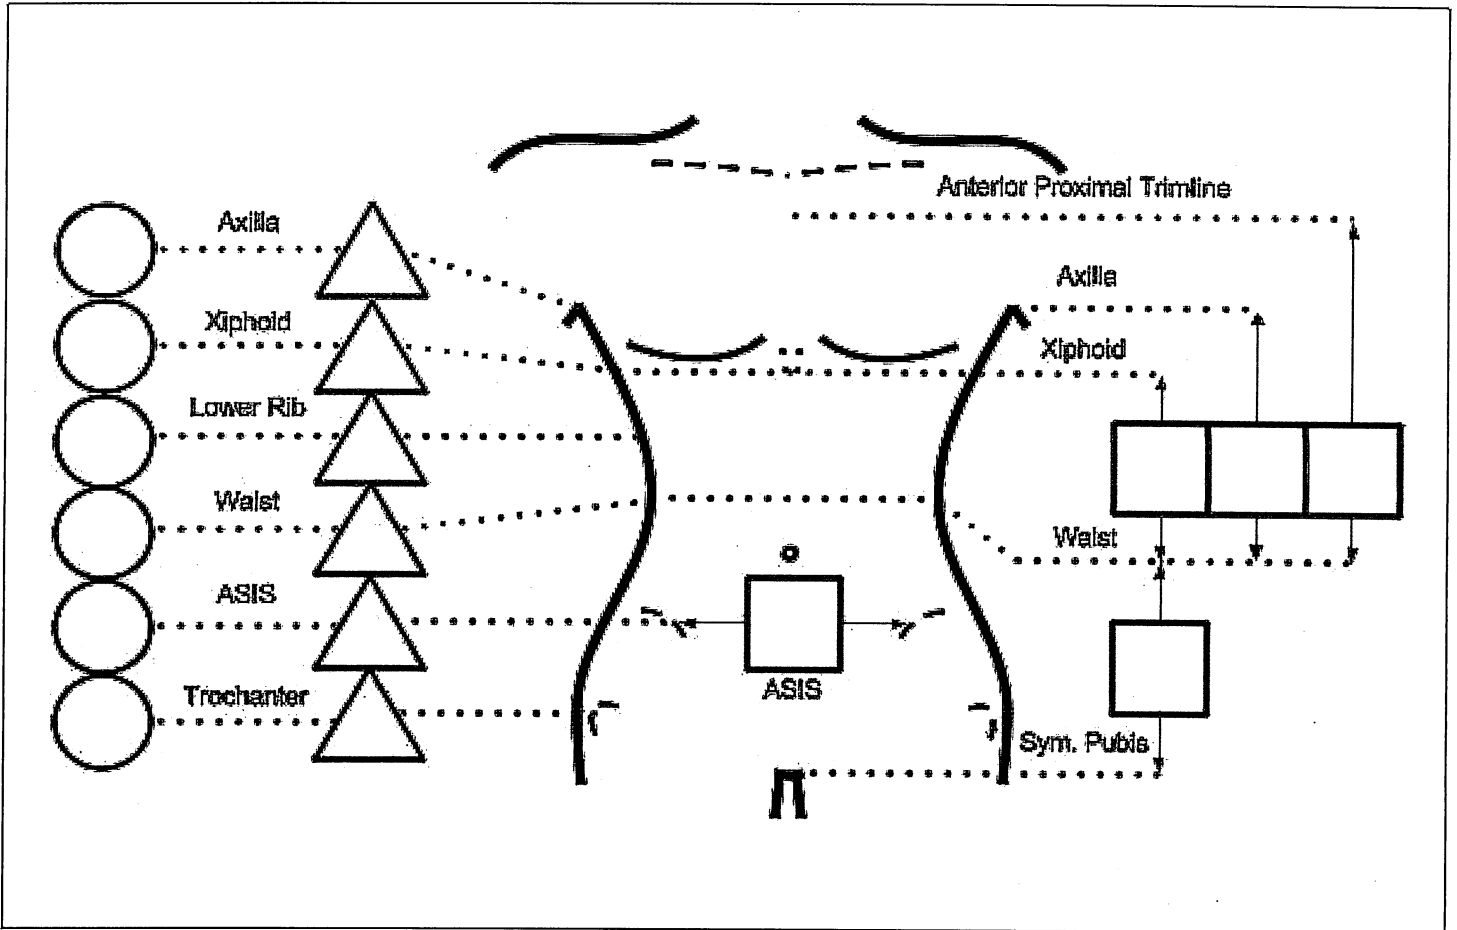 Anterior Proximal Trimline
Axilla
Axilla
Xiphoid
Xiphoid
Lower Rib
Waist
Waist
ASIS
ASIS
Trochanter
Sym. Pubis